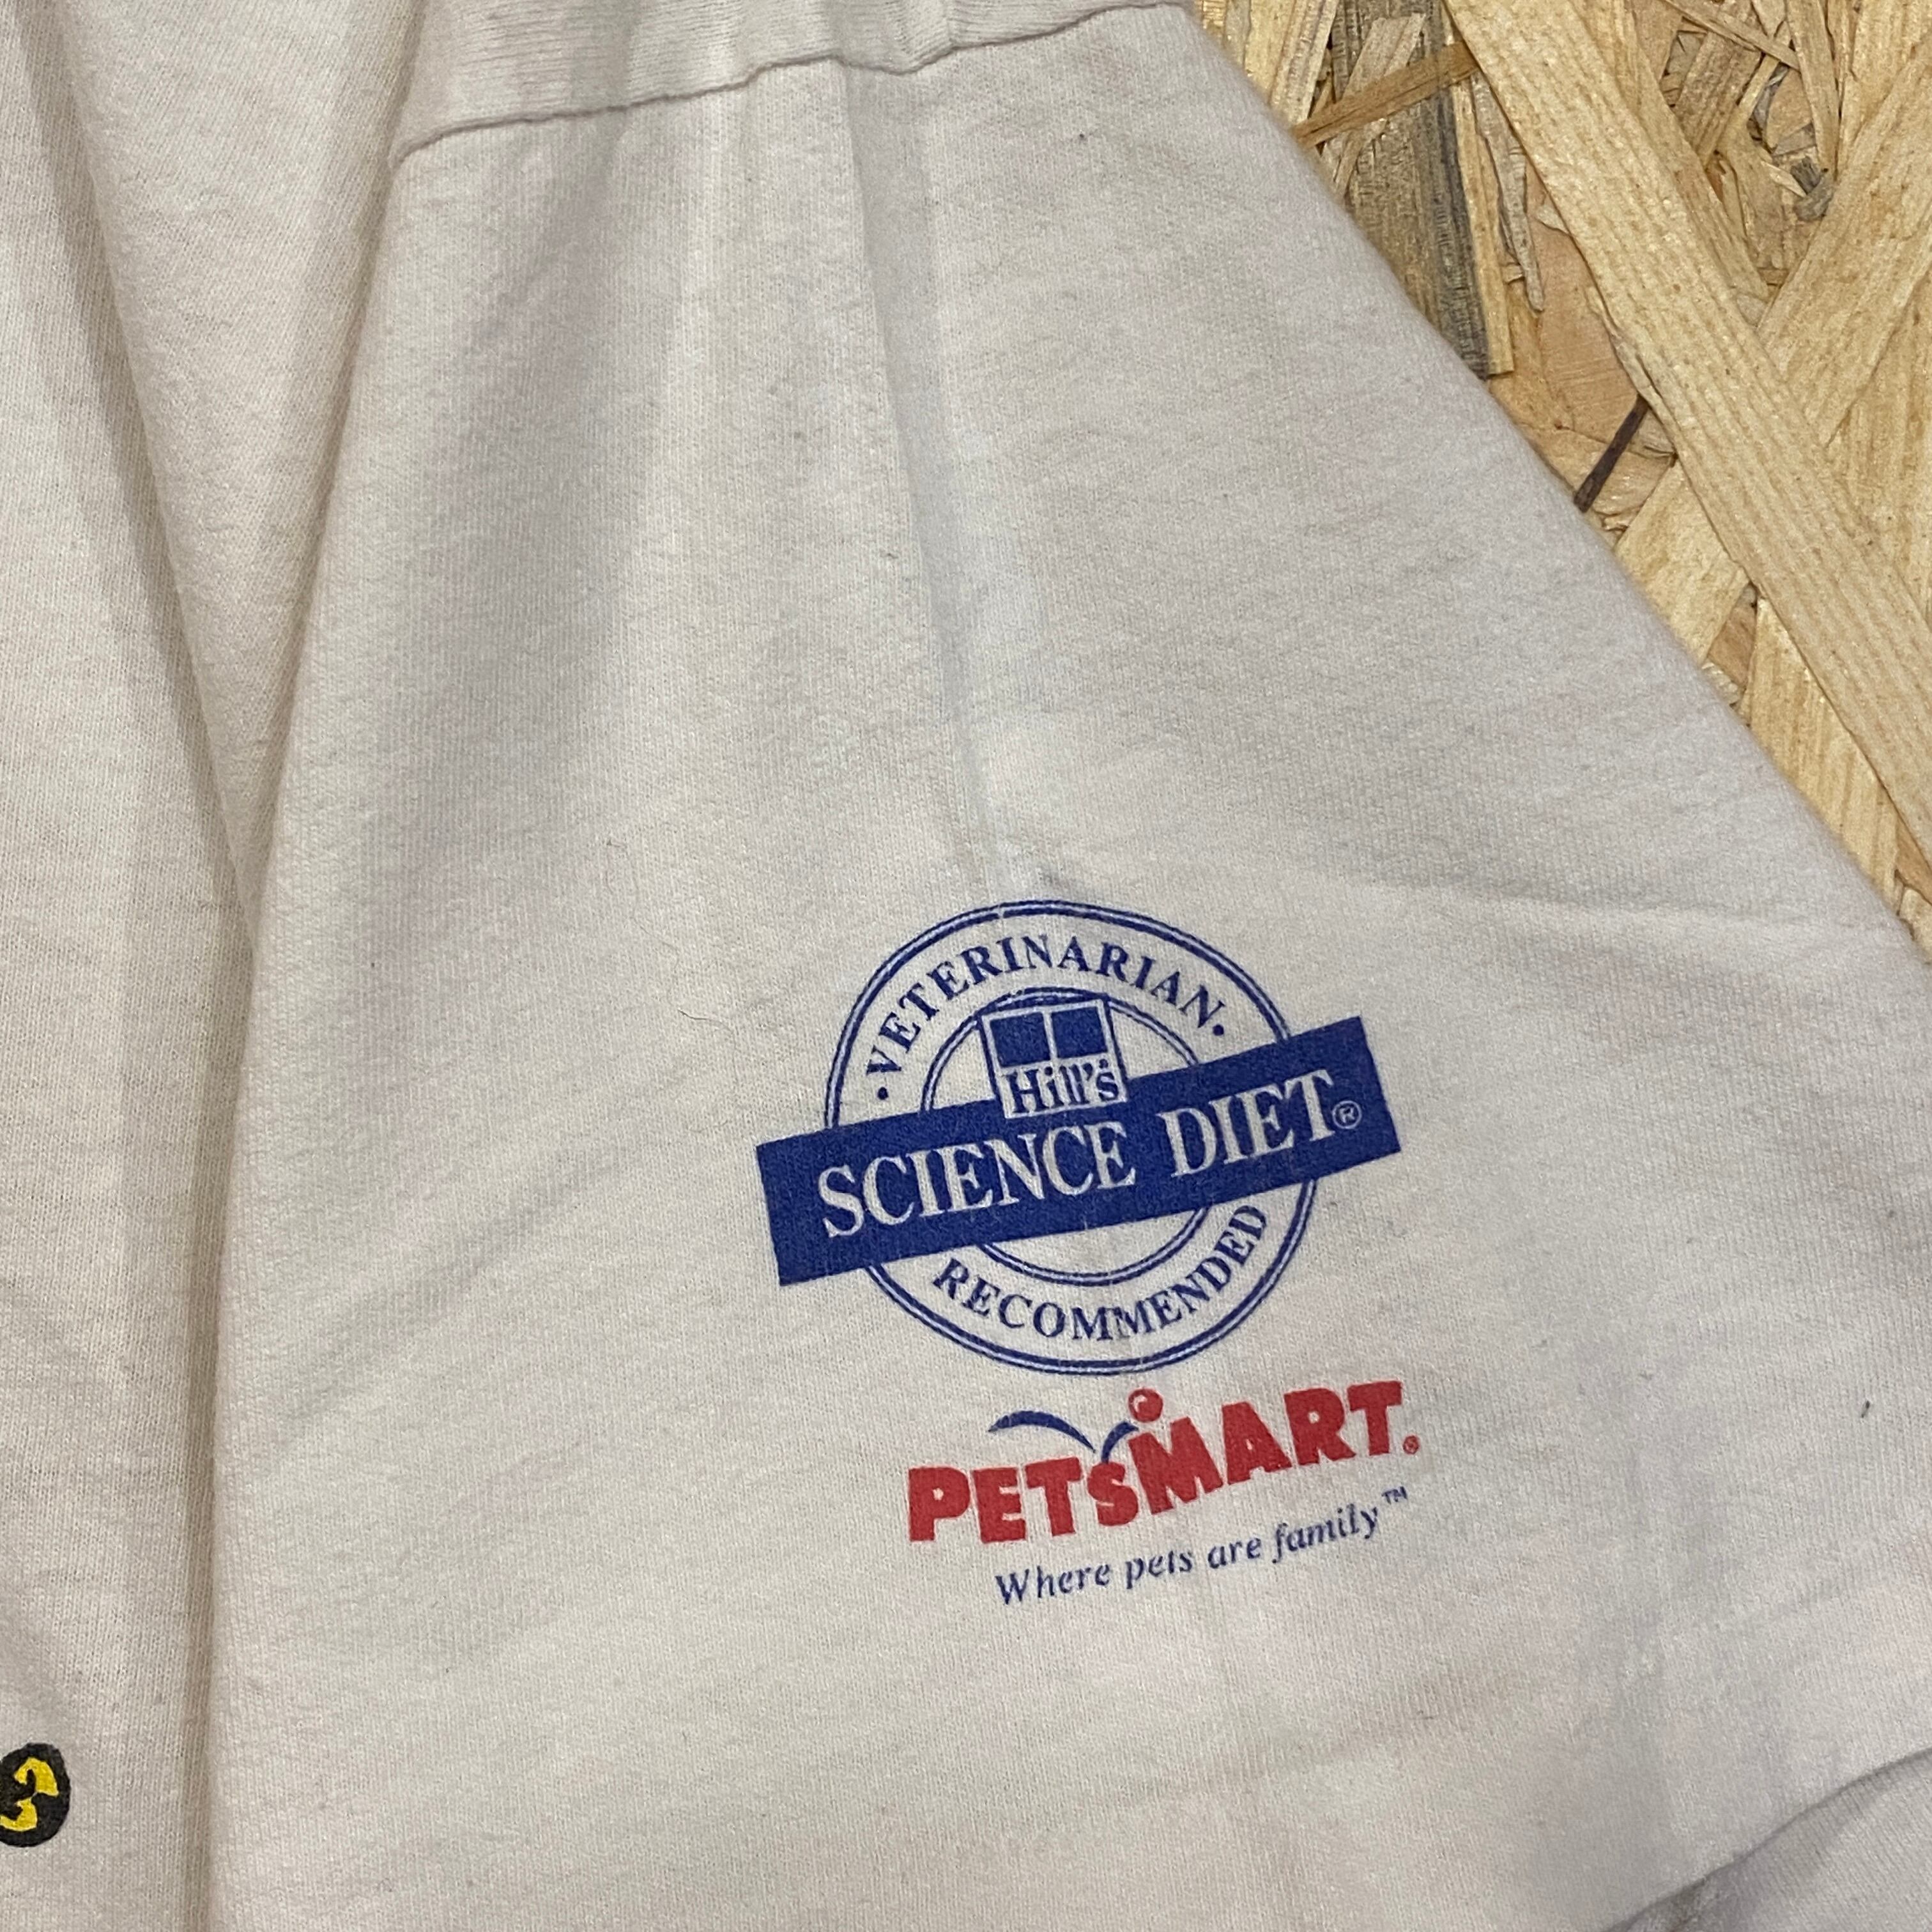 • VETERINARIAN •
Hill's
SCIENCE DIET®
RECOMMENDED
PETsMART®
Where pets are family™